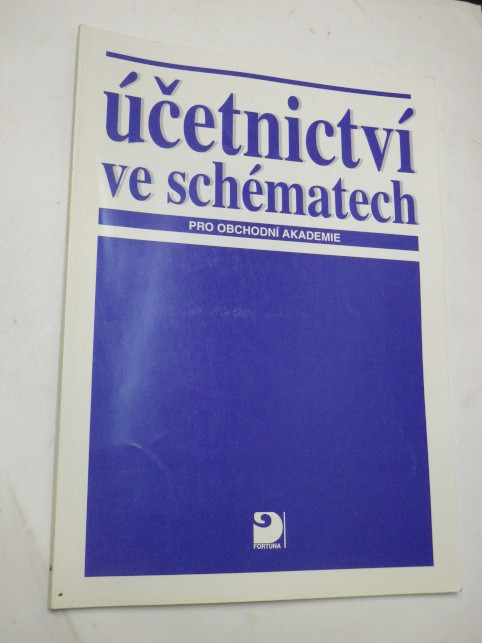 účetnictví
ve schématech
PRO OBCHODNÍ AKADEMIE
FORTUNA